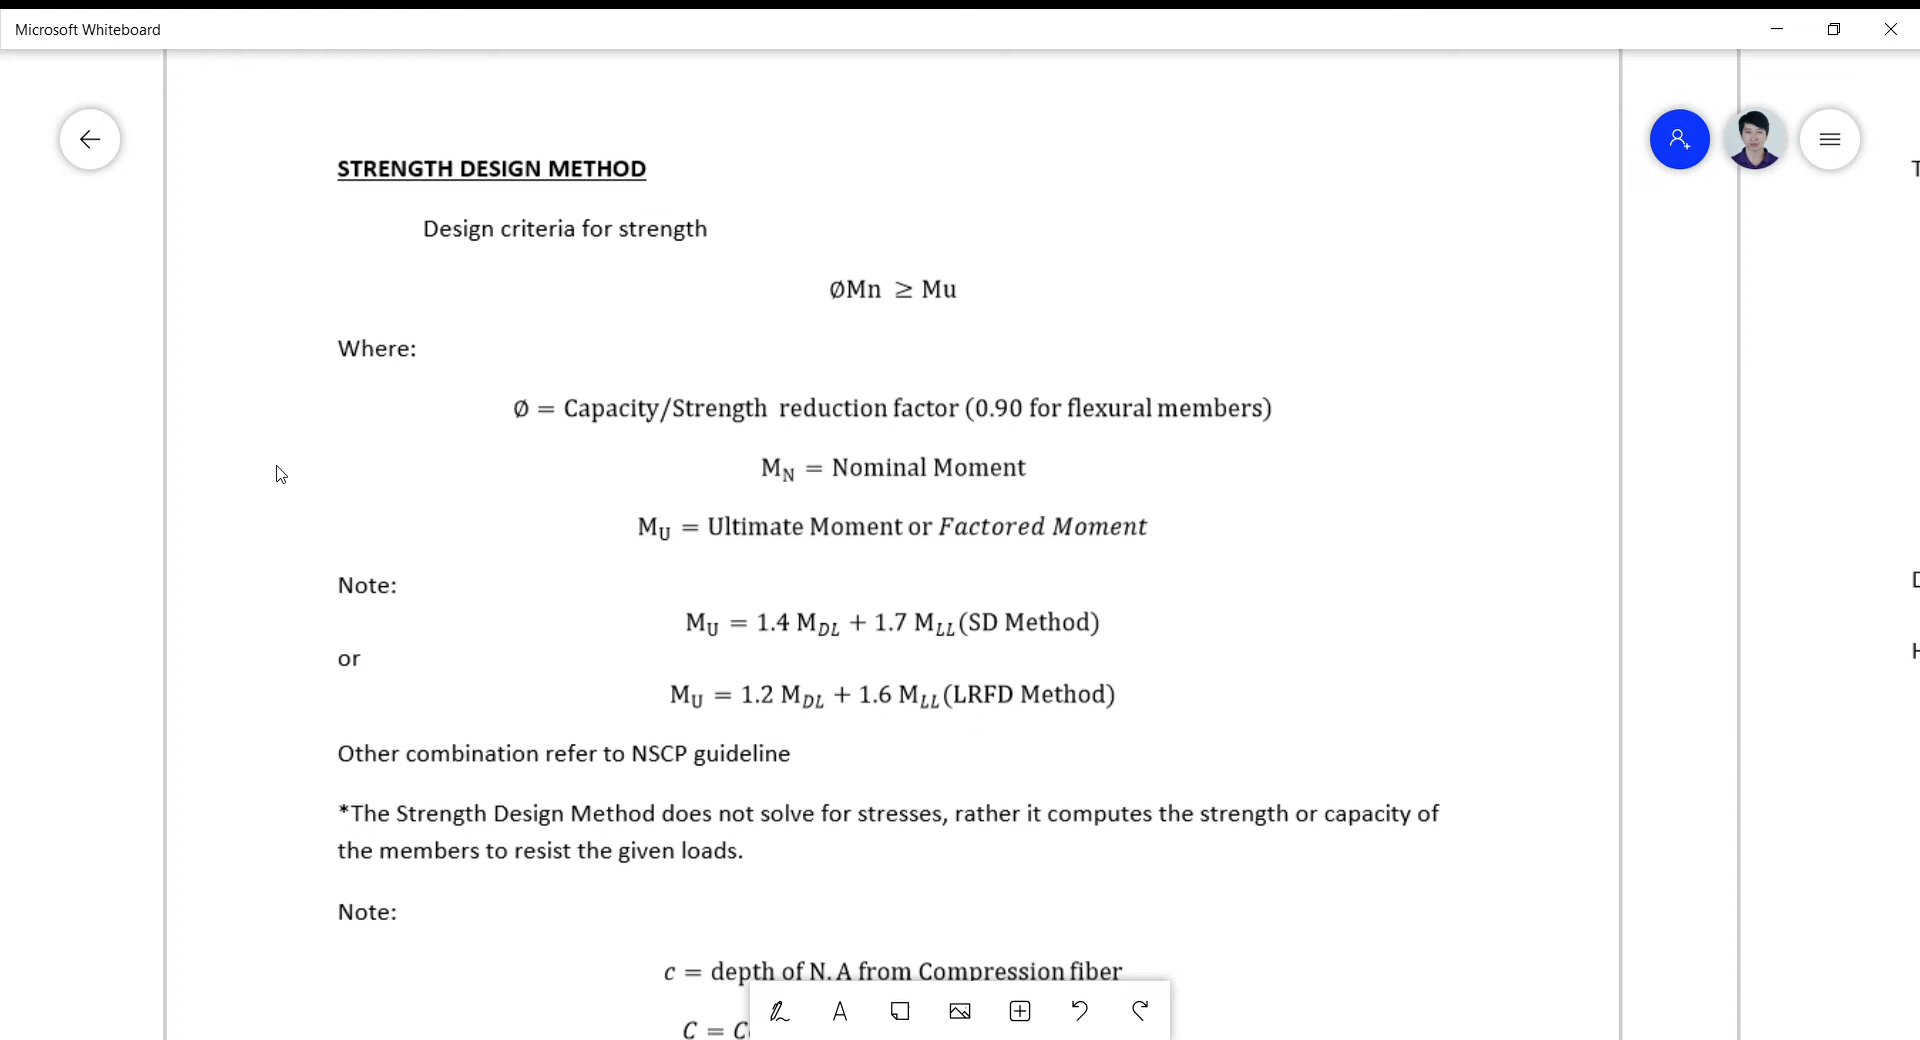 Microsoft Whiteboard
STRENGTH DESIGN METHOD
Design criteria for strength
∅Mn ≥ Mu
Where:
∅ = Capacity/Strength reduction factor (0.90 for flexural members)
M_N = Nominal Moment
M_U = Ultimate Moment or Factored Moment
Note:
M_U = 1.4 M_DL + 1.7 M_LL (SD Method)
or
M_U = 1.2 M_DL + 1.6 M_LL (LRFD Method)
Other combination refer to NSCP guideline
*The Strength Design Method does not solve for stresses, rather it computes the strength or capacity of
the members to resist the given loads.
Note:
c = depth of N.A from Compression fiber
C = C